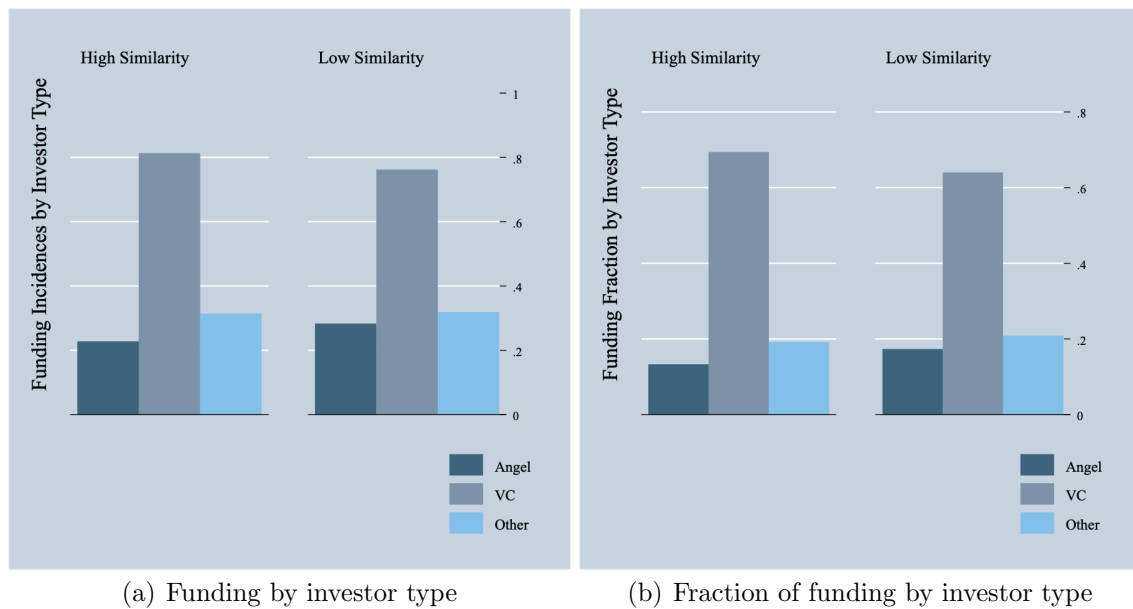 High Similarity
Low Similarity
Funding Incidences by Investor Type
1
.8
.6
.4
.2
0
Angel
VC
Other
(a) Funding by investor type
High Similarity
Low Similarity
Funding Fraction by Investor Type
.8
.6
.4
.2
0
Angel
VC
Other
(b) Fraction of funding by investor type